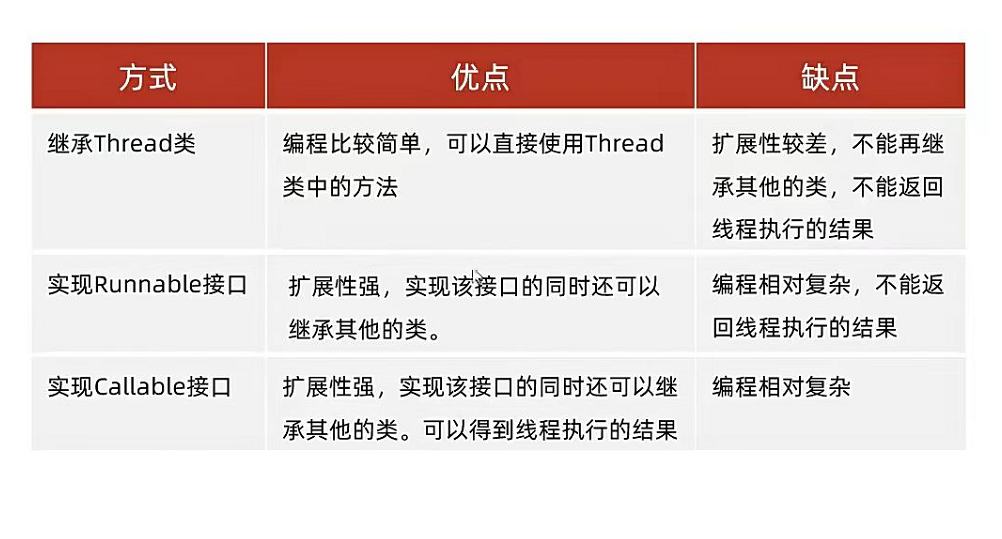 方式 优点 缺点
继承Thread类
编程比较简单，可以直接使用Thread
类中的方法
扩展性较差，不能再继
承其他的类，不能返回
线程执行的结果
实现Runnable接口
扩展性强，实现该接口的同时还可以
继承其他的类。
编程相对复杂，不能返
回线程执行的结果
实现Callable接口
扩展性强，实现该接口的同时还可以继
承其他的类。可以得到线程执行的结果
编程相对复杂